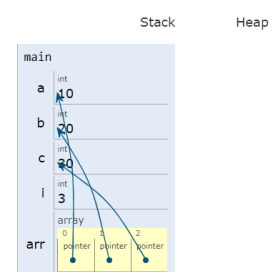 Stack Heap
main
int
a 10
int
b 20
int
c 30
int
i 3
array
0 1 2
arr pointer pointer pointer